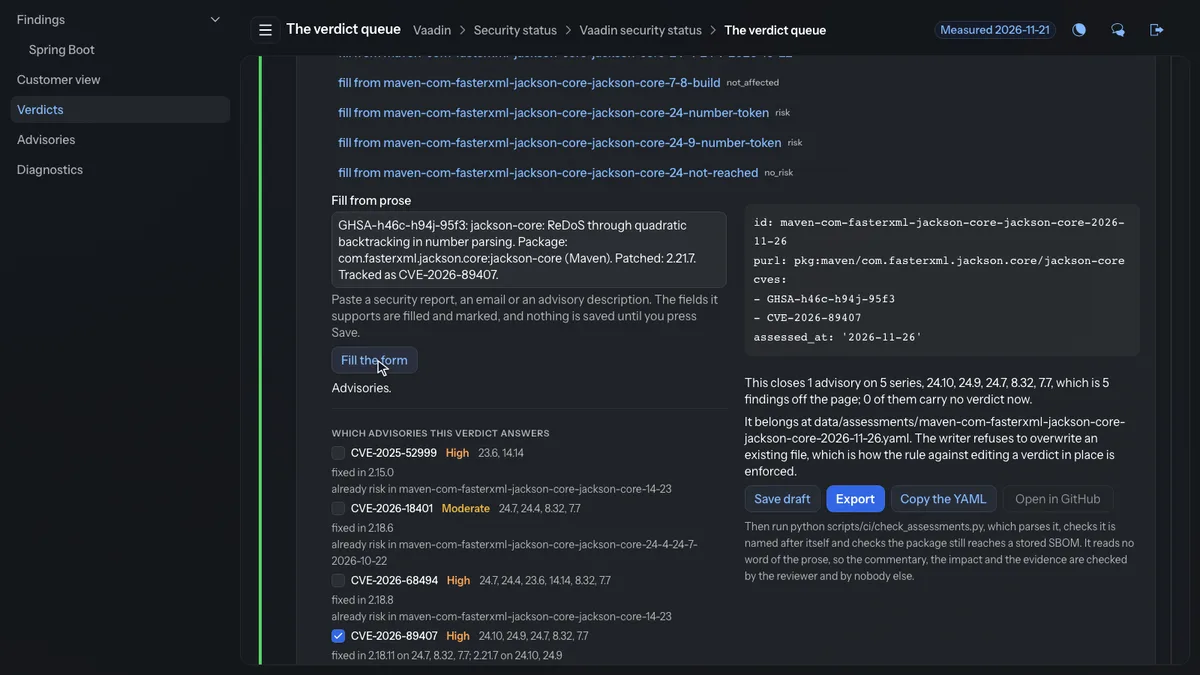 Findings
Spring Boot
Customer view
Verdicts
Advisories
Diagnostics
The verdict queue
Vaadin
Security status
Vaadin security status
The verdict queue
Measured 2026-11-21
fill from maven-com-fasterxml-jackson-core-jackson-core-7-8-build not_affected
fill from maven-com-fasterxml-jackson-core-jackson-core-24-number-token risk
fill from maven-com-fasterxml-jackson-core-jackson-core-24-9-number-token risk
fill from maven-com-fasterxml-jackson-core-jackson-core-24-not-reached no_risk
Fill from prose
GHSA-h46c-h94j-95f3: jackson-core: ReDoS through quadratic
backtracking in number parsing. Package:
com.fasterxml.jackson.core:jackson-core (Maven). Patched: 2.21.7.
Tracked as CVE-2026-89407.
Paste a security report, an email or an advisory description. The fields it
supports are filled and marked, and nothing is saved until you press
Save.
Fill the form
Advisories.
WHICH ADVISORIES THIS VERDICT ANSWERS
CVE-2025-52999 High 23.6, 14.14
fixed in 2.15.0
already risk in maven-com-fasterxml-jackson-core-jackson-core-14-23
CVE-2026-18401 Moderate 24.7, 24.4, 8.32, 7.7
fixed in 2.18.6
already risk in maven-com-fasterxml-jackson-core-jackson-core-24-4-24-7-
2026-10-22
CVE-2026-68494 High 24.7, 24.4, 23.6, 14.14, 8.32, 7.7
fixed in 2.18.8
already risk in maven-com-fasterxml-jackson-core-jackson-core-14-23
CVE-2026-89407 High 24.10, 24.9, 24.7, 8.32, 7.7
fixed in 2.18.11 on 24.7, 8.32, 7.7; 2.21.7 on 24.10, 24.9
id: maven-com-fasterxml-jackson-core-jackson-core-2026-
11-26
purl: pkg:maven/com.fasterxml.jackson.core/jackson-core
cves:
- GHSA-h46c-h94j-95f3
- CVE-2026-89407
assessed_at: '2026-11-26'
This closes 1 advisory on 5 series, 24.10, 24.9, 24.7, 8.32, 7.7, which is 5
findings off the page; 0 of them carry no verdict now.
It belongs at data/assessments/maven-com-fasterxml-jackson-core-
jackson-core-2026-11-26.yaml. The writer refuses to overwrite an
existing file, which is how the rule against editing a verdict in place is
enforced.
Save draft
Export
Copy the YAML
Open in GitHub
Then run python scripts/ci/check_assessments.py, which parses it, checks it is
named after itself and checks the package still reaches a stored SBOM. It reads no
word of the prose, so the commentary, the impact and the evidence are checked
by the reviewer and by nobody else.